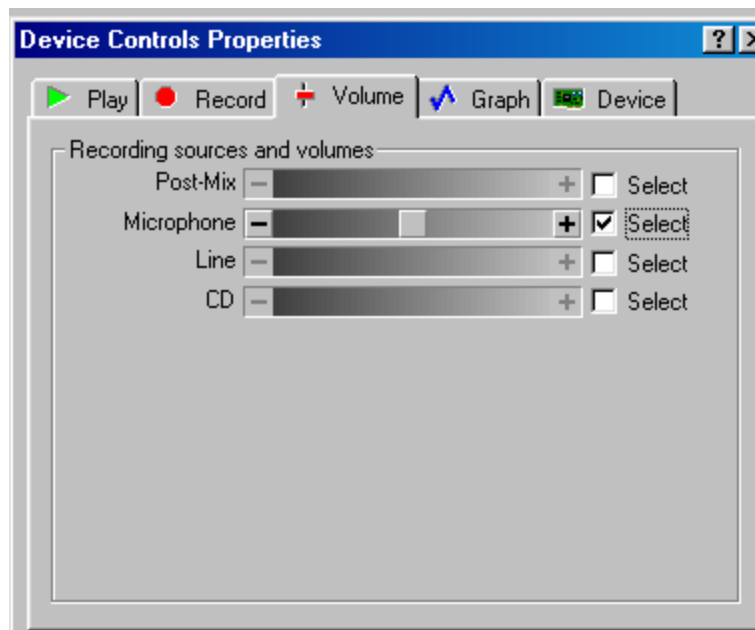 Device Controls Properties
Play Record Volume Graph Device
Recording sources and volumes
Post-Mix Select
Microphone Select
Line Select
CD Select